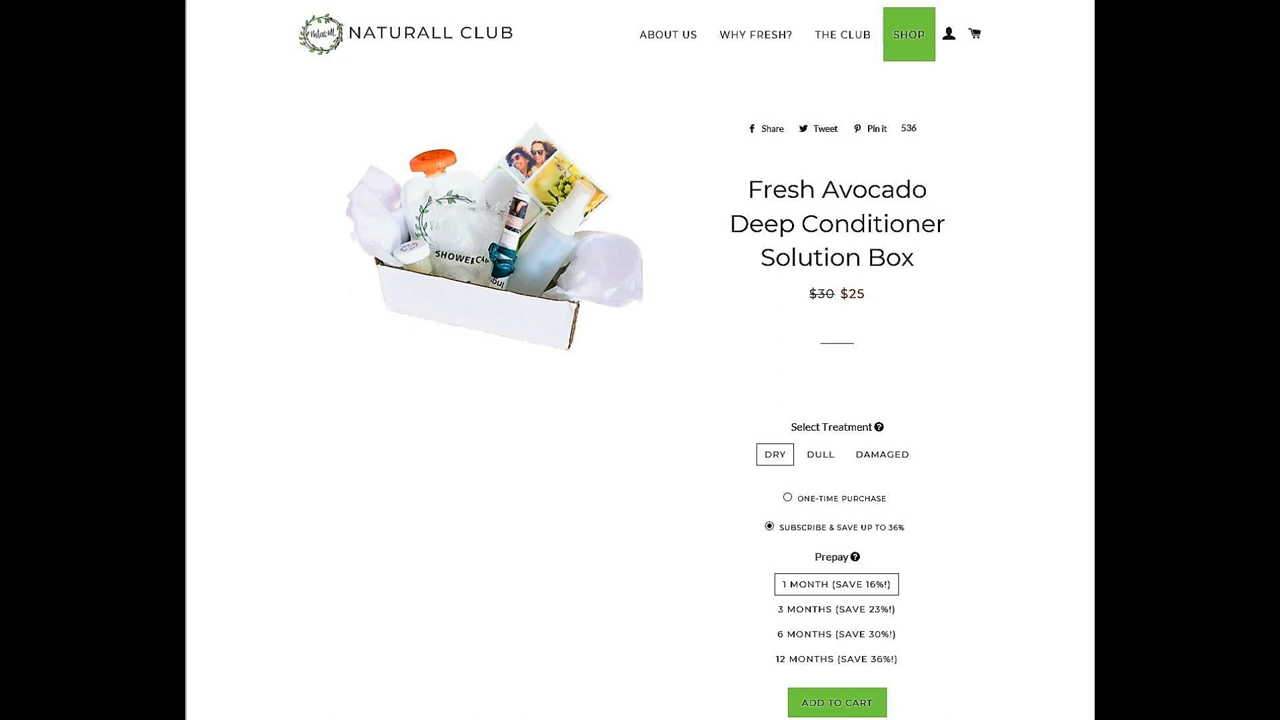 NATURALL CLUB
ABOUT US WHY FRESH? THE CLUB SHOP
Share Tweet Pin it 536
Fresh Avocado
Deep Conditioner
Solution Box
$30 $25
SHOWER
Select Treatment
DRY DULL DAMAGED
ONE-TIME PURCHASE
SUBSCRIBE & SAVE UP TO 36%
Prepay
1 MONTH (SAVE 16%!)
3 MONTHS (SAVE 23%!)
6 MONTHS (SAVE 30%!)
12 MONTHS (SAVE 36%!)
ADD TO CART